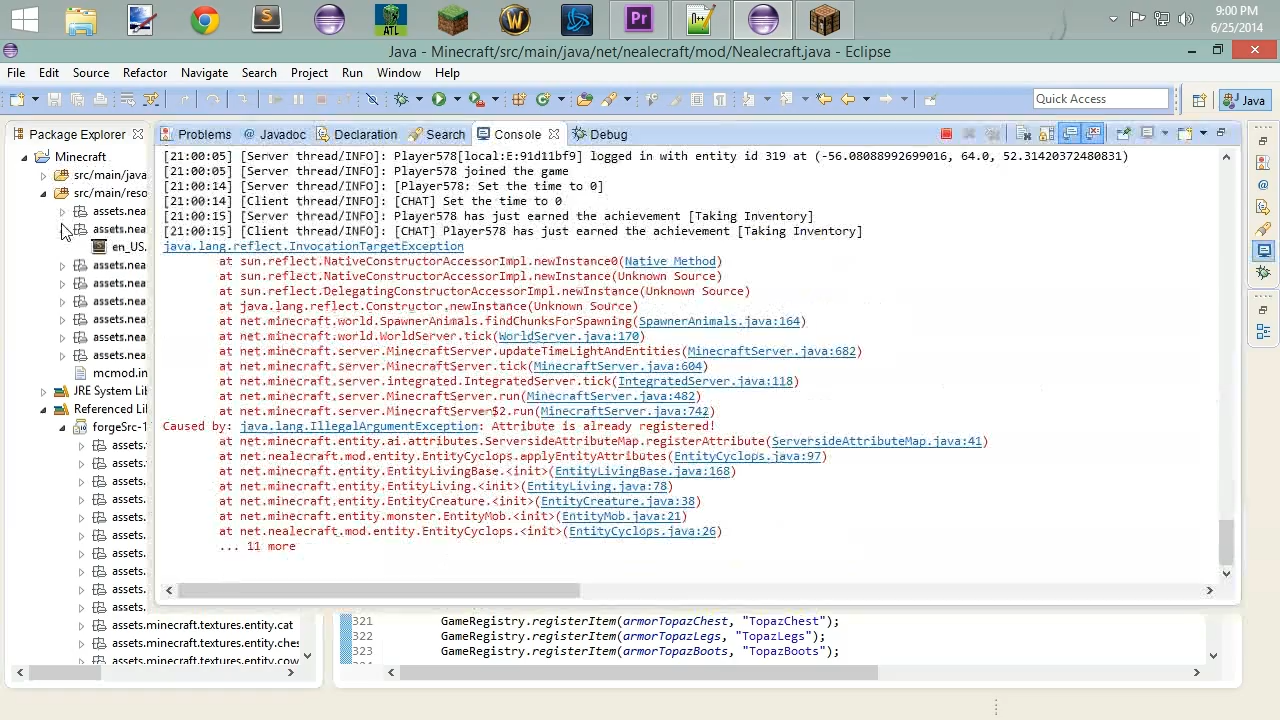 ATL
Pr
9:00 PM
6/25/2014
Java - Minecraft/src/main/java/net/nealecraft/mod/Nealecraft.java - Eclipse
File Edit Source Refactor Navigate Search Project Run Window Help
Quick Access
Java
Package Explorer
Problems
Javadoc
Declaration
Search
Console
Debug
Minecraft
src/main/java
src/main/reso
assets.nea
assets.nea
en_US.
assets.nea
assets.nea
assets.nea
assets.nea
assets.nea
assets.nea
mcmod.in
JRE System Lib
Referenced Li
forgeSrc-1
assets.
assets.
assets.
assets.
assets.
assets.
assets.
assets.
assets.
assets.
assets.minecraft.textures.entity.cat
assets.minecraft.textures.entity.ches
assets.minecraft.textures.entity.cow
[21:00:05] [Server thread/INFO]: Player578[local:E:91d11bf9] logged in with entity id 319 at (-56.08088992699016, 64.0, 52.31420372480831)
[21:00:05] [Server thread/INFO]: Player578 joined the game
[21:00:14] [Server thread/INFO]: [Player578: Set the time to 0]
[21:00:14] [Client thread/INFO]: [CHAT] Set the time to 0
[21:00:15] [Server thread/INFO]: Player578 has just earned the achievement [Taking Inventory]
[21:00:15] [Client thread/INFO]: [CHAT] Player578 has just earned the achievement [Taking Inventory]
java.lang.reflect.InvocationTargetException
at sun.reflect.NativeConstructorAccessorImpl.newInstance0(Native Method)
at sun.reflect.NativeConstructorAccessorImpl.newInstance(Unknown Source)
at sun.reflect.DelegatingConstructorAccessorImpl.newInstance(Unknown Source)
at java.lang.reflect.Constructor.newInstance(Unknown Source)
at net.minecraft.world.SpawnerAnimals.findChunksForSpawning(SpawnerAnimals.java:164)
at net.minecraft.world.WorldServer.tick(WorldServer.java:170)
at net.minecraft.server.MinecraftServer.updateTimeLightAndEntities(MinecraftServer.java:682)
at net.minecraft.server.MinecraftServer.tick(MinecraftServer.java:604)
at net.minecraft.server.integrated.IntegratedServer.tick(IntegratedServer.java:118)
at net.minecraft.server.MinecraftServer.run(MinecraftServer.java:482)
at net.minecraft.server.MinecraftServer$2.run(MinecraftServer.java:742)
Caused by: java.lang.IllegalArgumentException: Attribute is already registered!
at net.minecraft.entity.ai.attributes.ServersideAttributeMap.registerAttribute(ServersideAttributeMap.java:41)
at net.nealecraft.mod.entity.EntityCyclops.applyEntityAttributes(EntityCyclops.java:97)
at net.minecraft.entity.EntityLivingBase.<init>(EntityLivingBase.java:168)
at net.minecraft.entity.EntityLiving.<init>(EntityLiving.java:78)
at net.minecraft.entity.EntityCreature.<init>(EntityCreature.java:38)
at net.minecraft.entity.monster.EntityMob.<init>(EntityMob.java:21)
at net.nealecraft.mod.entity.EntityCyclops.<init>(EntityCyclops.java:26)
... 11 more
321 GameRegistry.registerItem(armorTopazChest, "TopazChest");
322 GameRegistry.registerItem(armorTopazLegs, "TopazLegs");
323 GameRegistry.registerItem(armorTopazBoots, "TopazBoots");